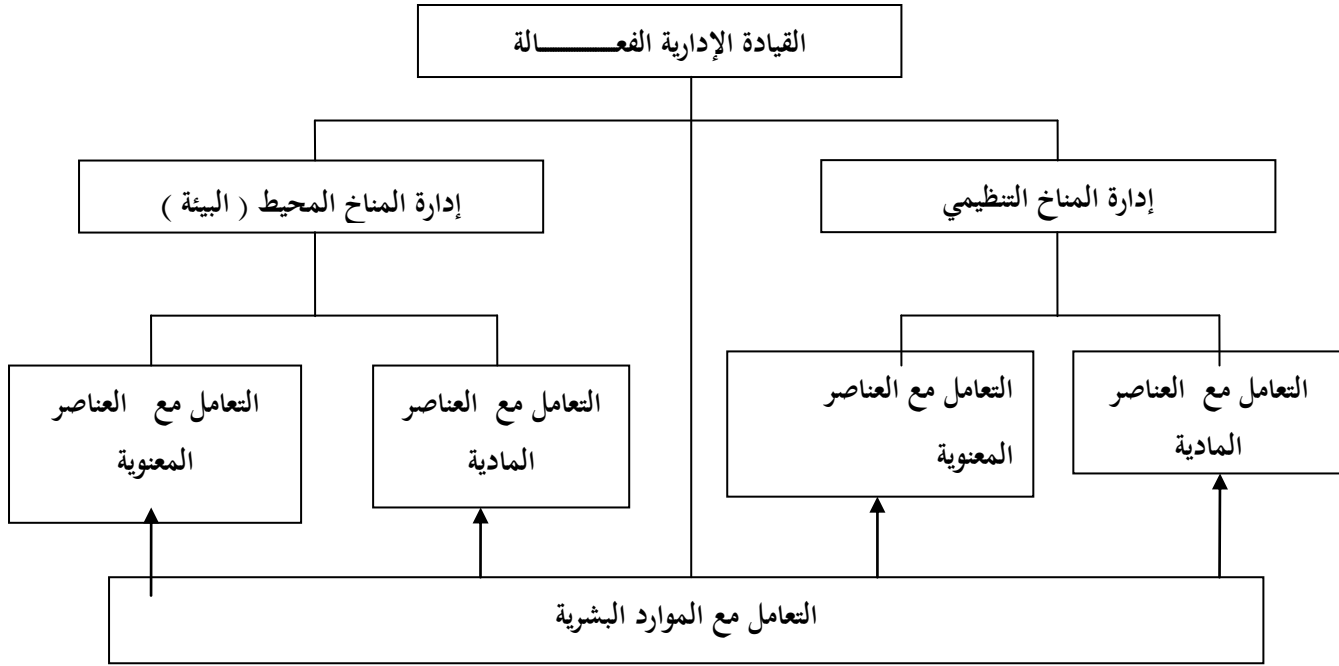 القيادة الإدارية الفعـــــــــالة
إدارة المناخ التنظيمي
إدارة المناخ المحيط ( البيئة )
التعامل مع العناصر
المادية
التعامل مع العناصر
المعنوية
التعامل مع العناصر
المادية
التعامل مع العناصر
المعنوية
التعامل مع الموارد البشرية